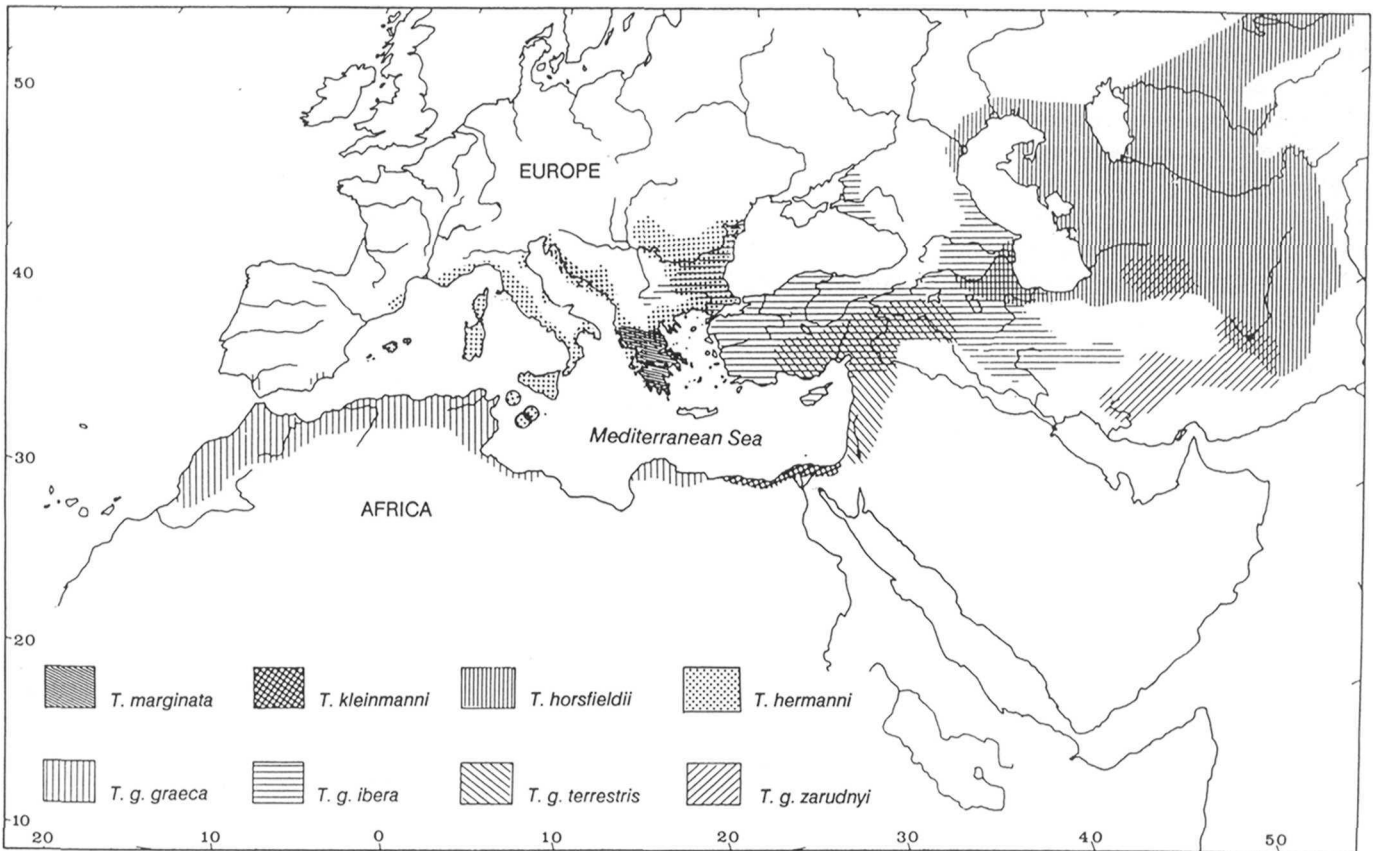 50
EUROPE
40
Mediterranean Sea
30
AFRICA
20
T. marginata
T. kleinmanni
T. horsfieldii
T. hermanni
T. g. graeca
T. g. ibera
T. g. terrestris
T. g. zarudnyi
10
20 10 0 10 20 30 40 50